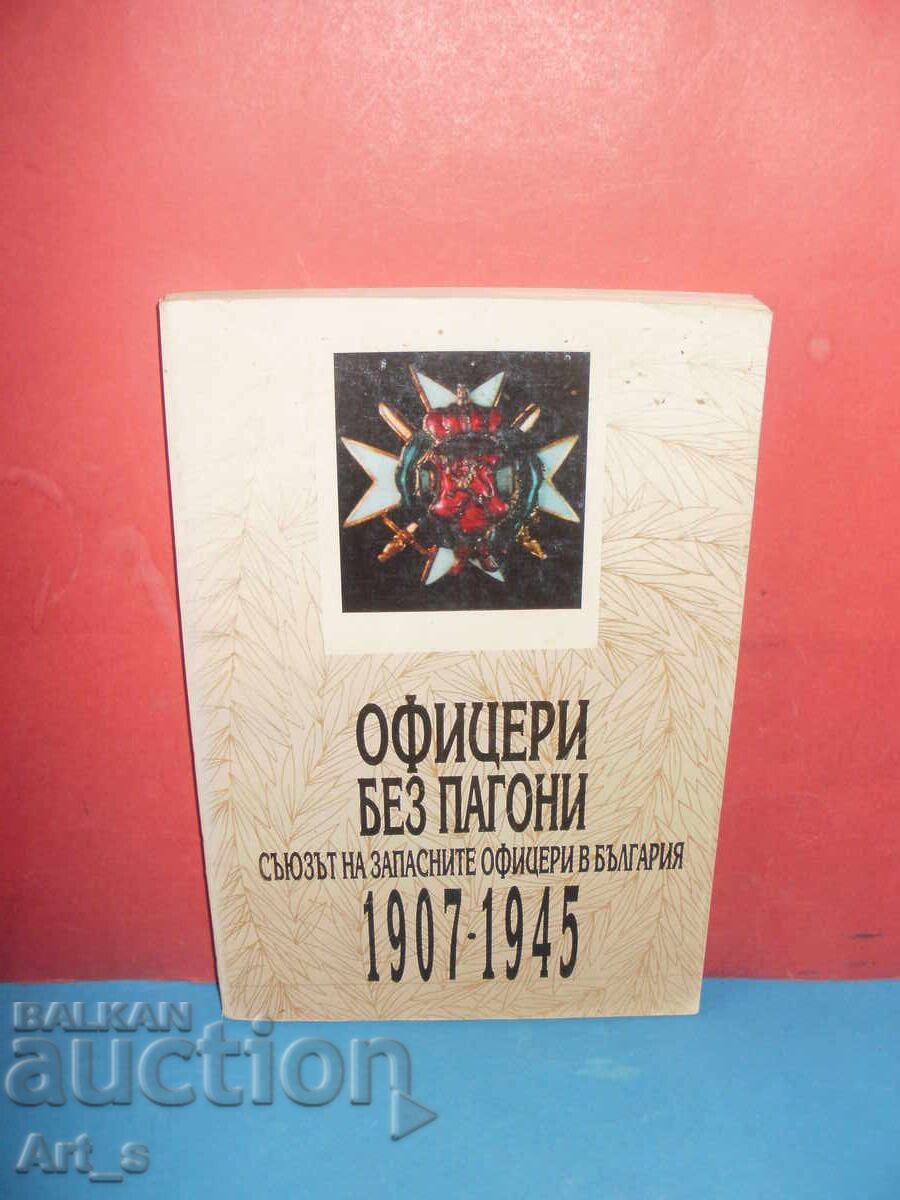 ОФИЦЕРИ
БЕЗ ПАГОНИ
СЪЮЗЪТ НА ЗАПАСНИТЕ ОФИЦЕРИ В БЪЛГАРИЯ
1907-1945
BALKAN
auction
Art_s